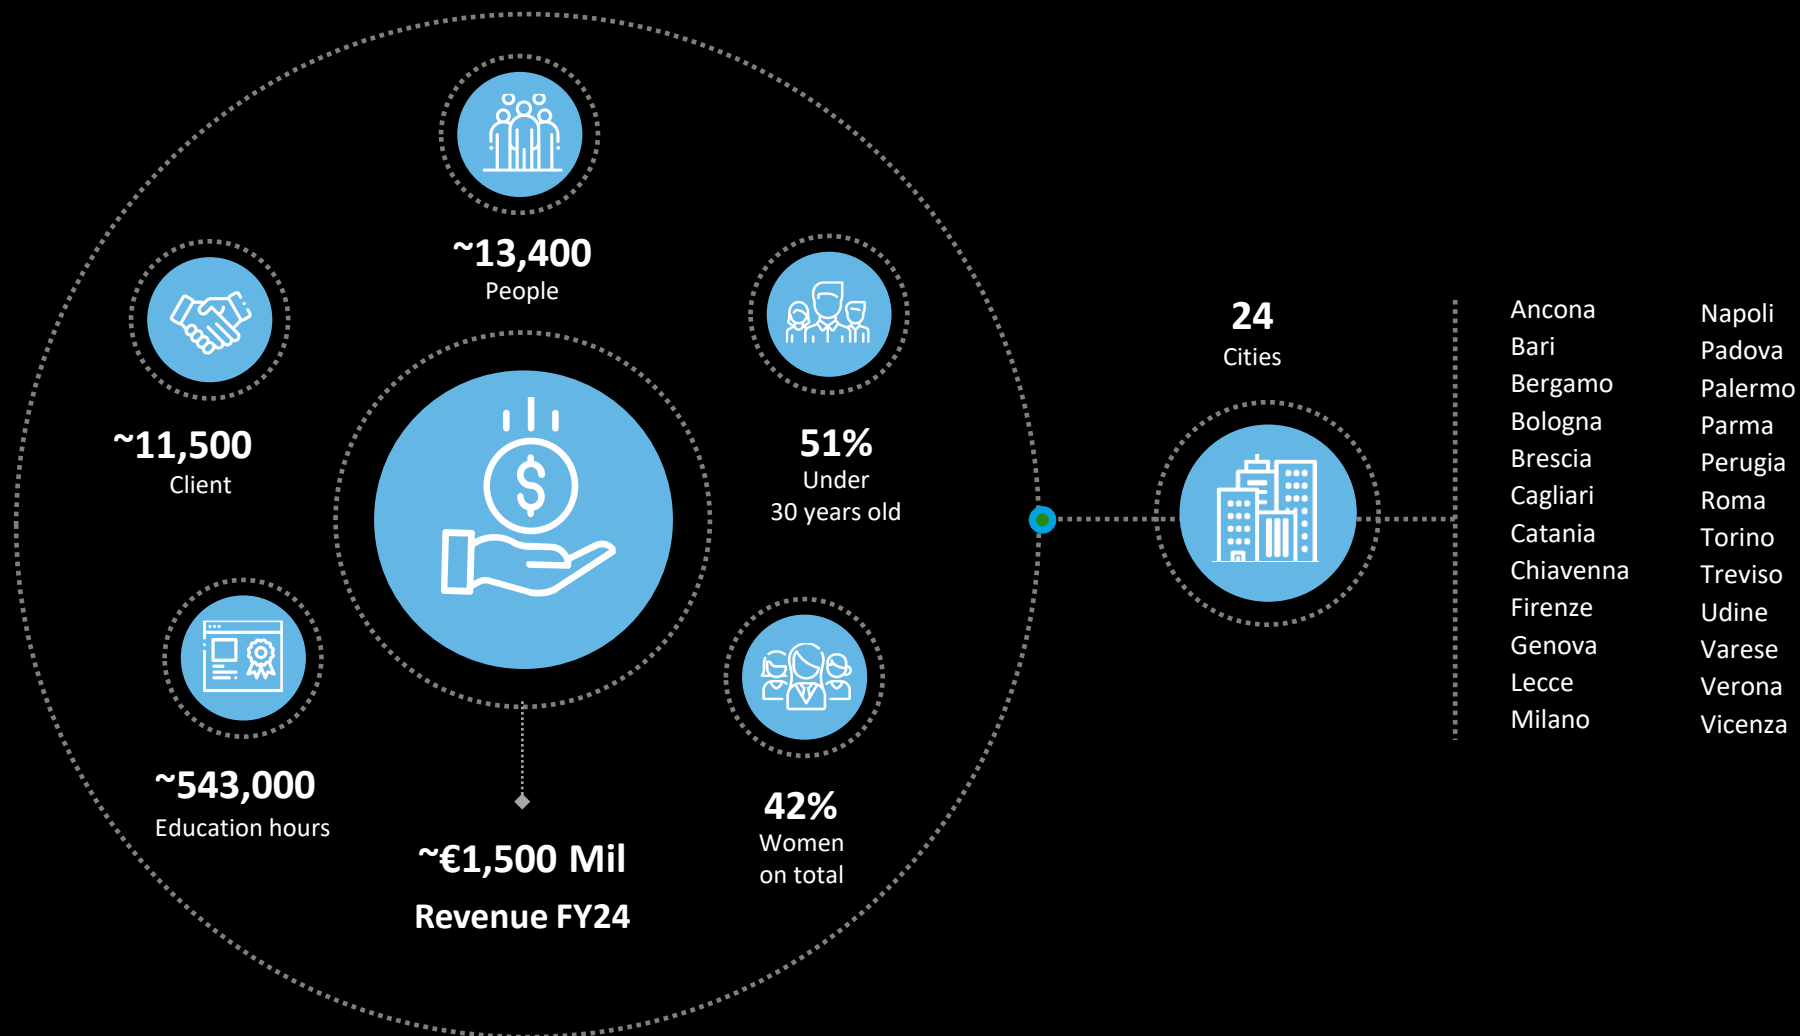 ~13,400
People
~11,500
Client
51%
Under
30 years old
$
~543,000
Education hours
42%
Women
on total
~€1,500 Mil
Revenue FY24
24
Cities
Ancona
Bari
Bergamo
Bologna
Brescia
Cagliari
Catania
Chiavenna
Firenze
Genova
Lecce
Milano
Napoli
Padova
Palermo
Parma
Perugia
Roma
Torino
Treviso
Udine
Varese
Verona
Vicenza